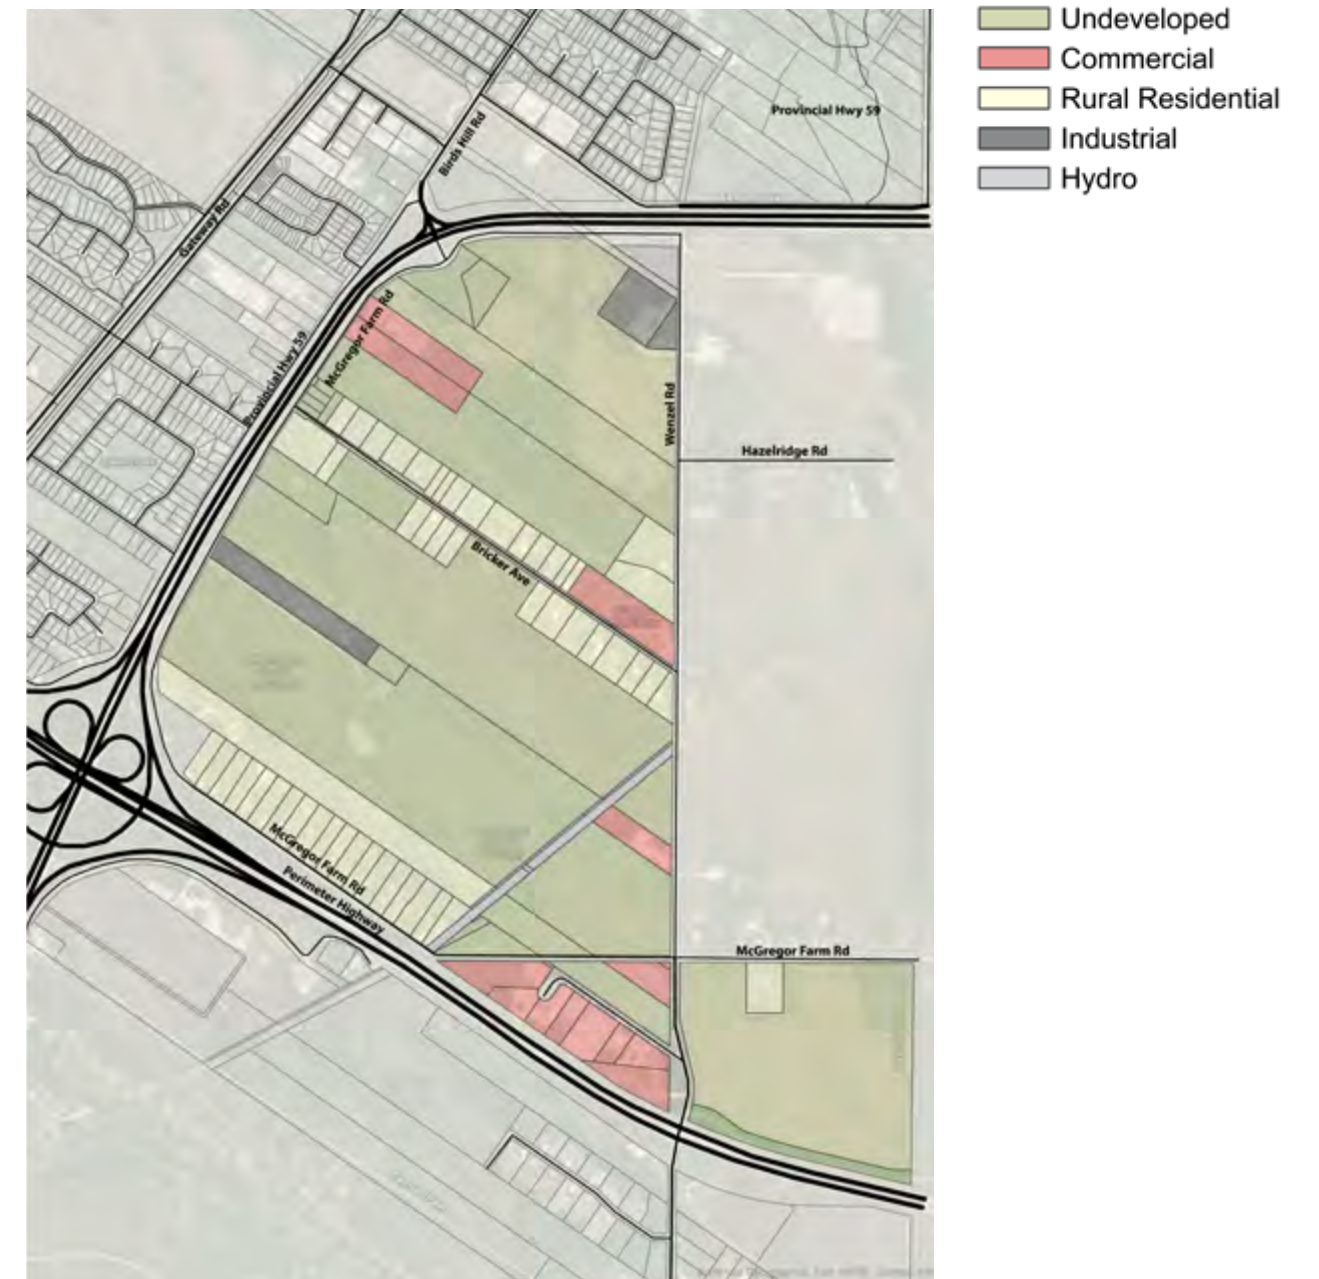 Undeveloped
Commercial
Rural Residential
Industrial
Hydro
Provincial Hwy 59
Birds Hill Rd
Gateway Rd
McGregor Farm Rd
Provincial Hwy 59
Wenzel Rd
Hazelridge Rd
Bricker Ave
McGregor Farm Rd
Perimeter Highway
McGregor Farm Rd